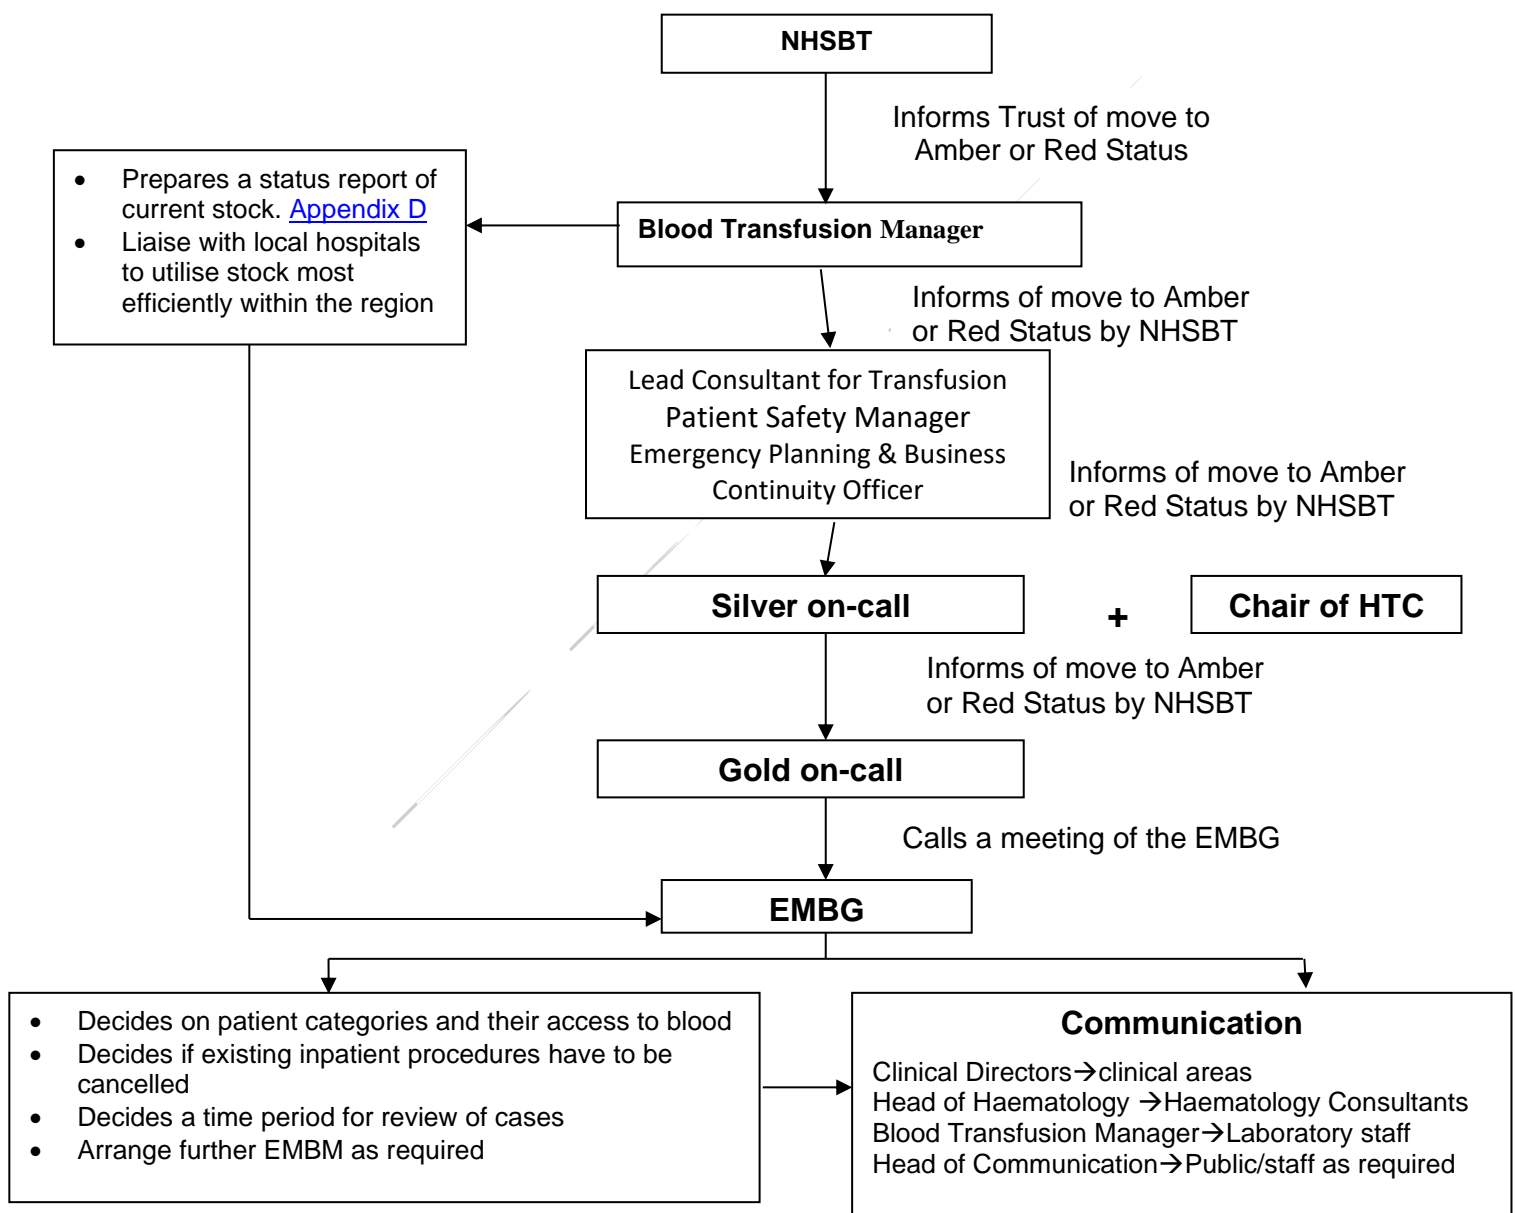 NHSBT
Informs Trust of move to
Amber or Red Status
• Prepares a status report of
current stock. Appendix D
• Liaise with local hospitals
to utilise stock most
efficiently within the region
Blood Transfusion Manager
Informs of move to Amber
or Red Status by NHSBT
Lead Consultant for Transfusion
Patient Safety Manager
Emergency Planning & Business
Continuity Officer
Informs of move to Amber
or Red Status by NHSBT
Silver on-call
+
Chair of HTC
Informs of move to Amber
or Red Status by NHSBT
Gold on-call
Calls a meeting of the EMBG
EMBG
• Decides on patient categories and their access to blood
• Decides if existing inpatient procedures have to be
cancelled
• Decides a time period for review of cases
• Arrange further EMBM as required
Communication
Clinical Directors→clinical areas
Head of Haematology →Haematology Consultants
Blood Transfusion Manager→Laboratory staff
Head of Communication→Public/staff as required